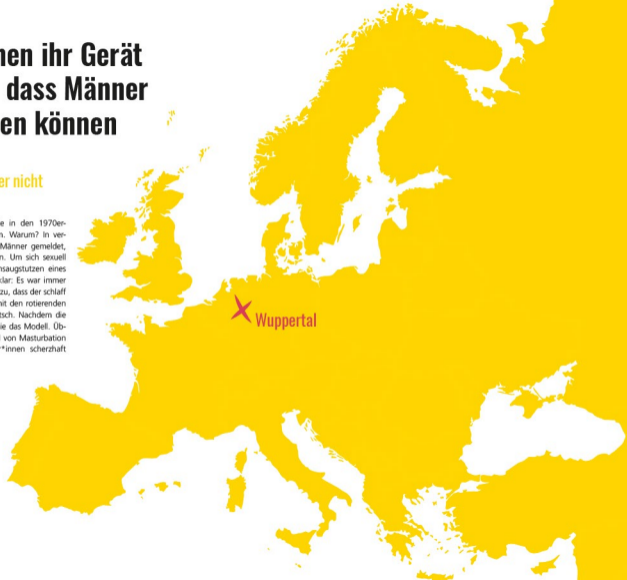 nen ihr Gerät
dass Männer
en können
er nicht
e in den 1970er-
n. Warum? In ver-
Männer gemeldet,
n. Um sich sexuell
nsaugstutzen eines
klar: Es war immer
zu, dass der schlaff
nit den rotierenden
tsch. Nachdem die
ie das Modell. Üb-
von Masturbation
*innen scherzhaft
Wuppertal